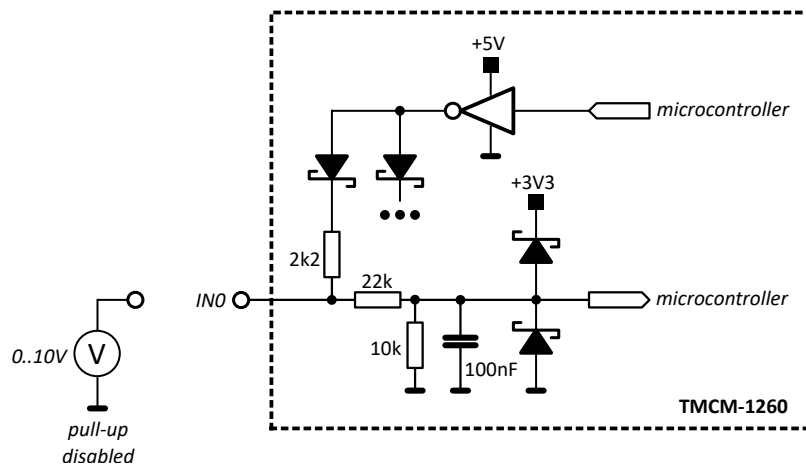 +5V
microcontroller
+3V3
2k2
22k
IN0
microcontroller
0..10V
V
10k
100nF
TMCM-1260
pull-up
disabled